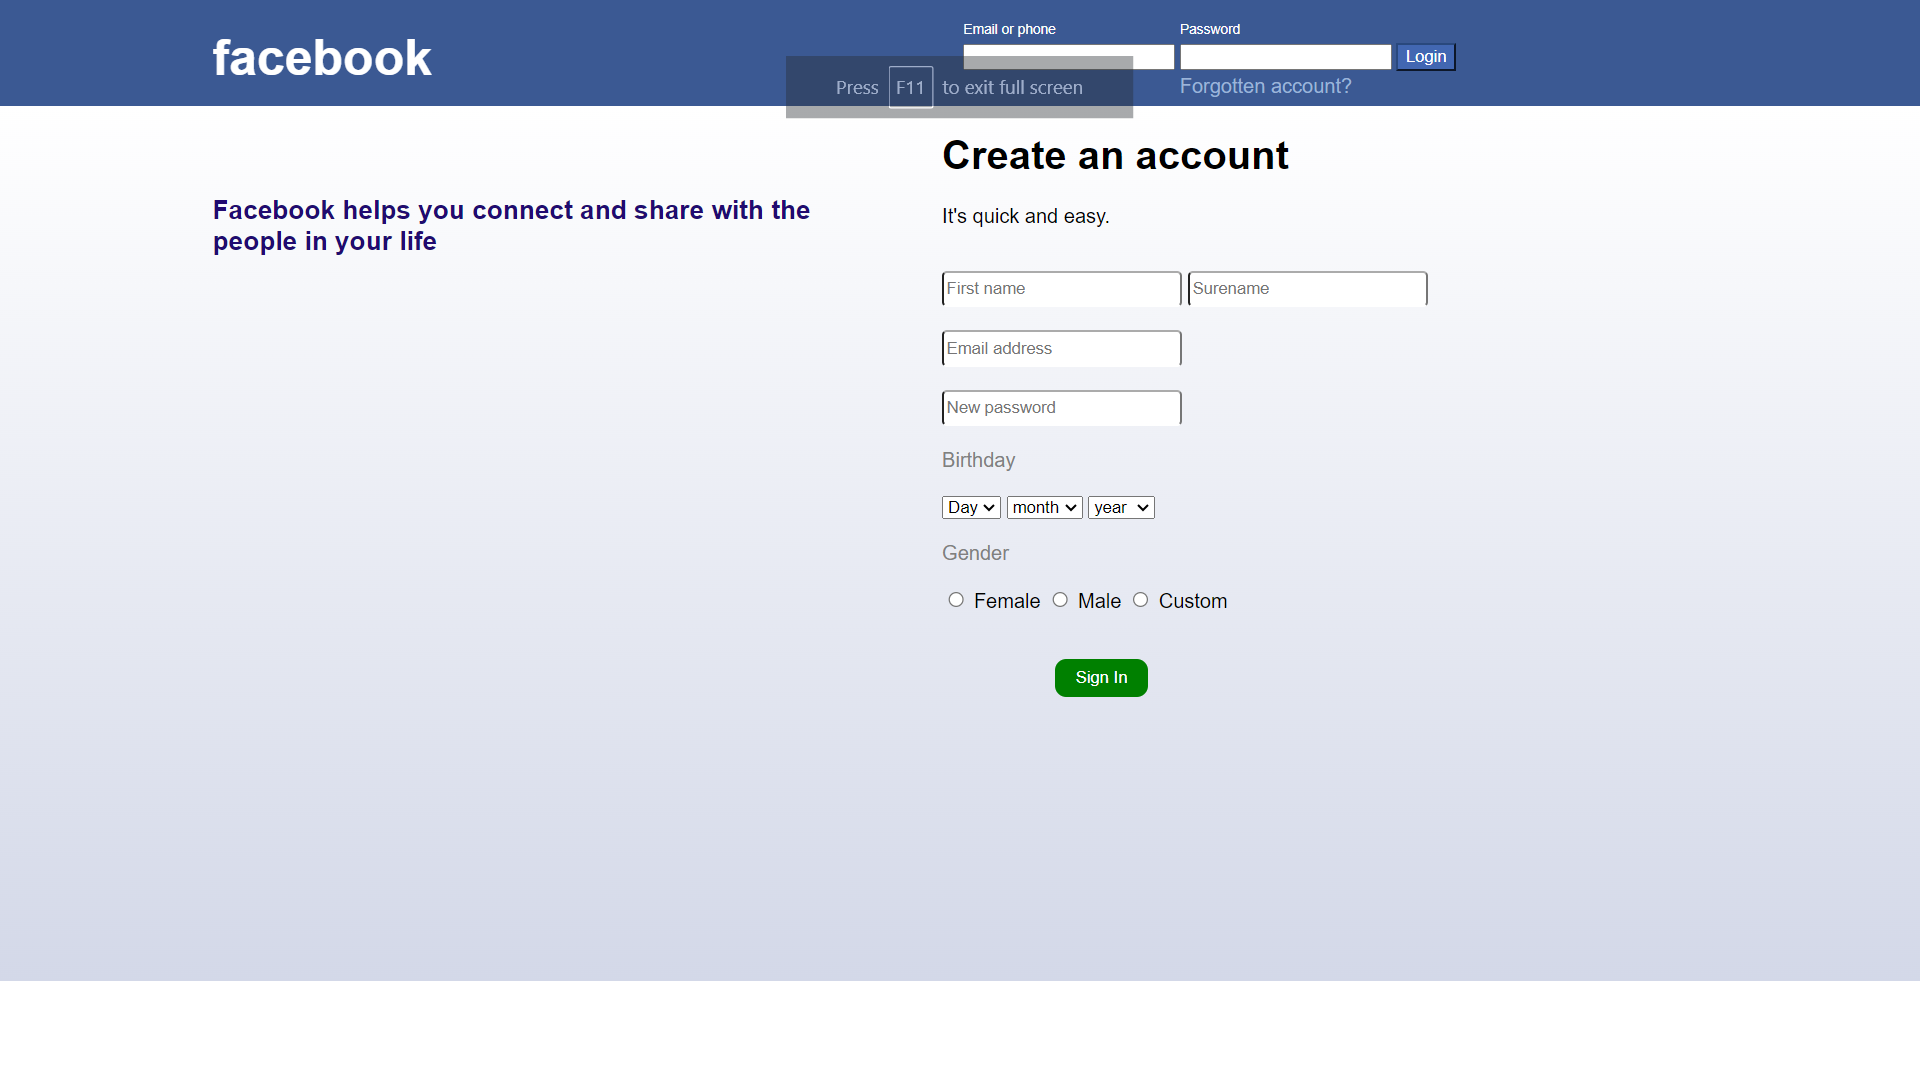 facebook
Email or phone
Password
Login
Forgotten account?
Press F11 to exit full screen
Create an account
Facebook helps you connect and share with the
people in your life
It's quick and easy.
First name
Surename
Email address
New password
Birthday
Day month year
Gender
Female Male Custom
Sign In